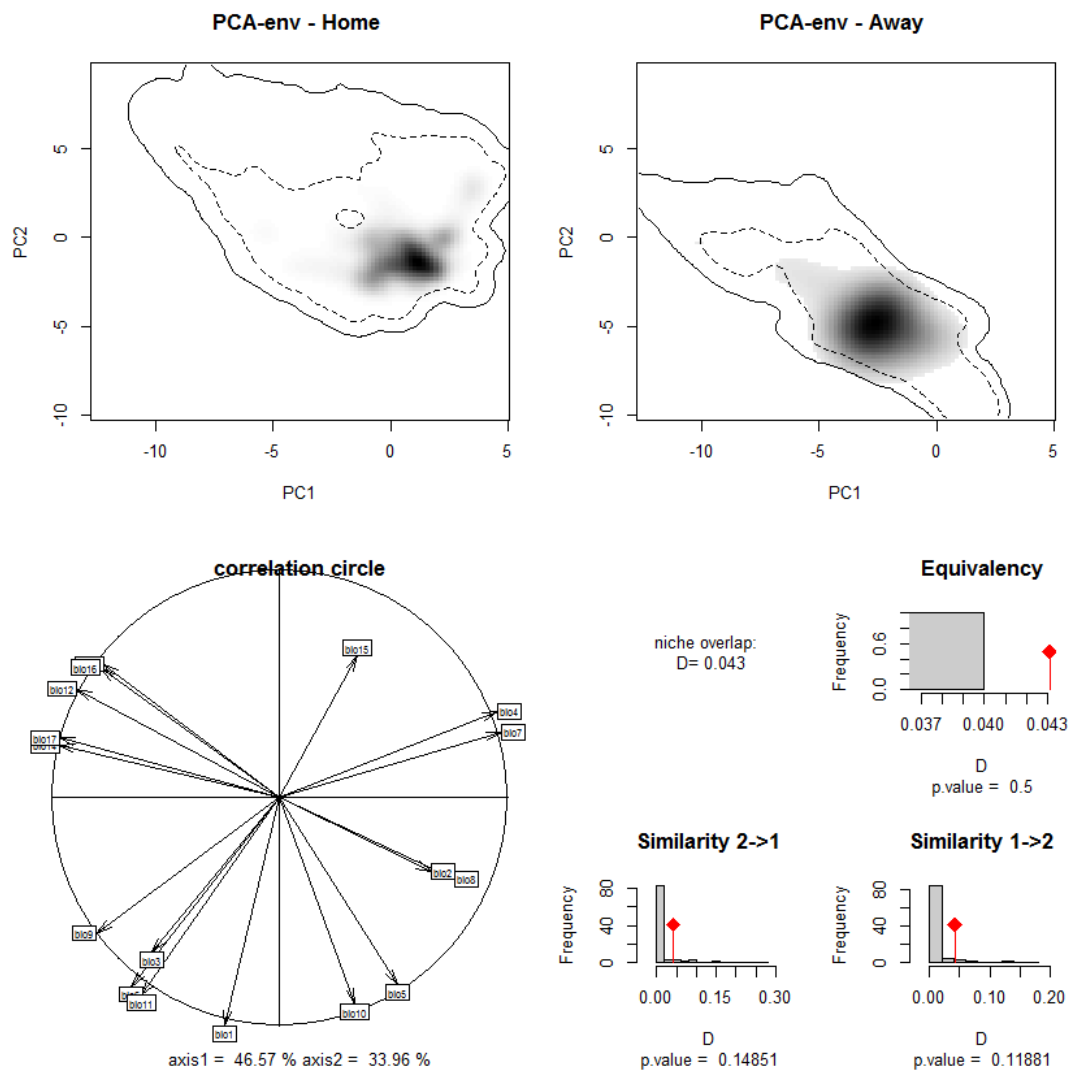 PCA-env - Home
PCA-env - Away
5
0
-5
-10
PC2
-10
-5
0
5
PC1
5
0
-5
-10
PC2
-10
-5
0
5
PC1
correlation circle
bio15
bio16
bio12
bio17
bio4
bio7
bio2
bio8
bio9
bio3
bio11
bio5
bio10
bio1
axis1 = 46.57 % axis2 = 33.96 %
niche overlap:
D= 0.043
Equivalency
Frequency
0.6
0.0
0.037
0.040
0.043
D
p.value = 0.5
Similarity 2->1
Frequency
80
40
0
0.00
0.15
0.30
D
p.value = 0.14851
Similarity 1->2
Frequency
80
40
0
0.00
0.10
0.20
D
p.value = 0.11881